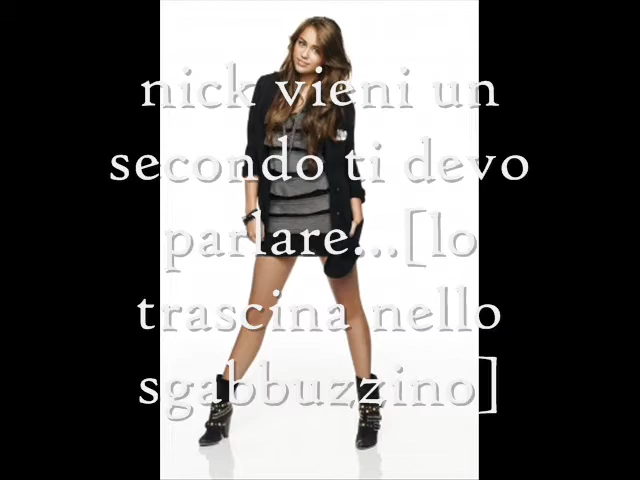 nick vieni un
secondo ti devo
parlare...[lo
trascina nello
sgabbuzzino]